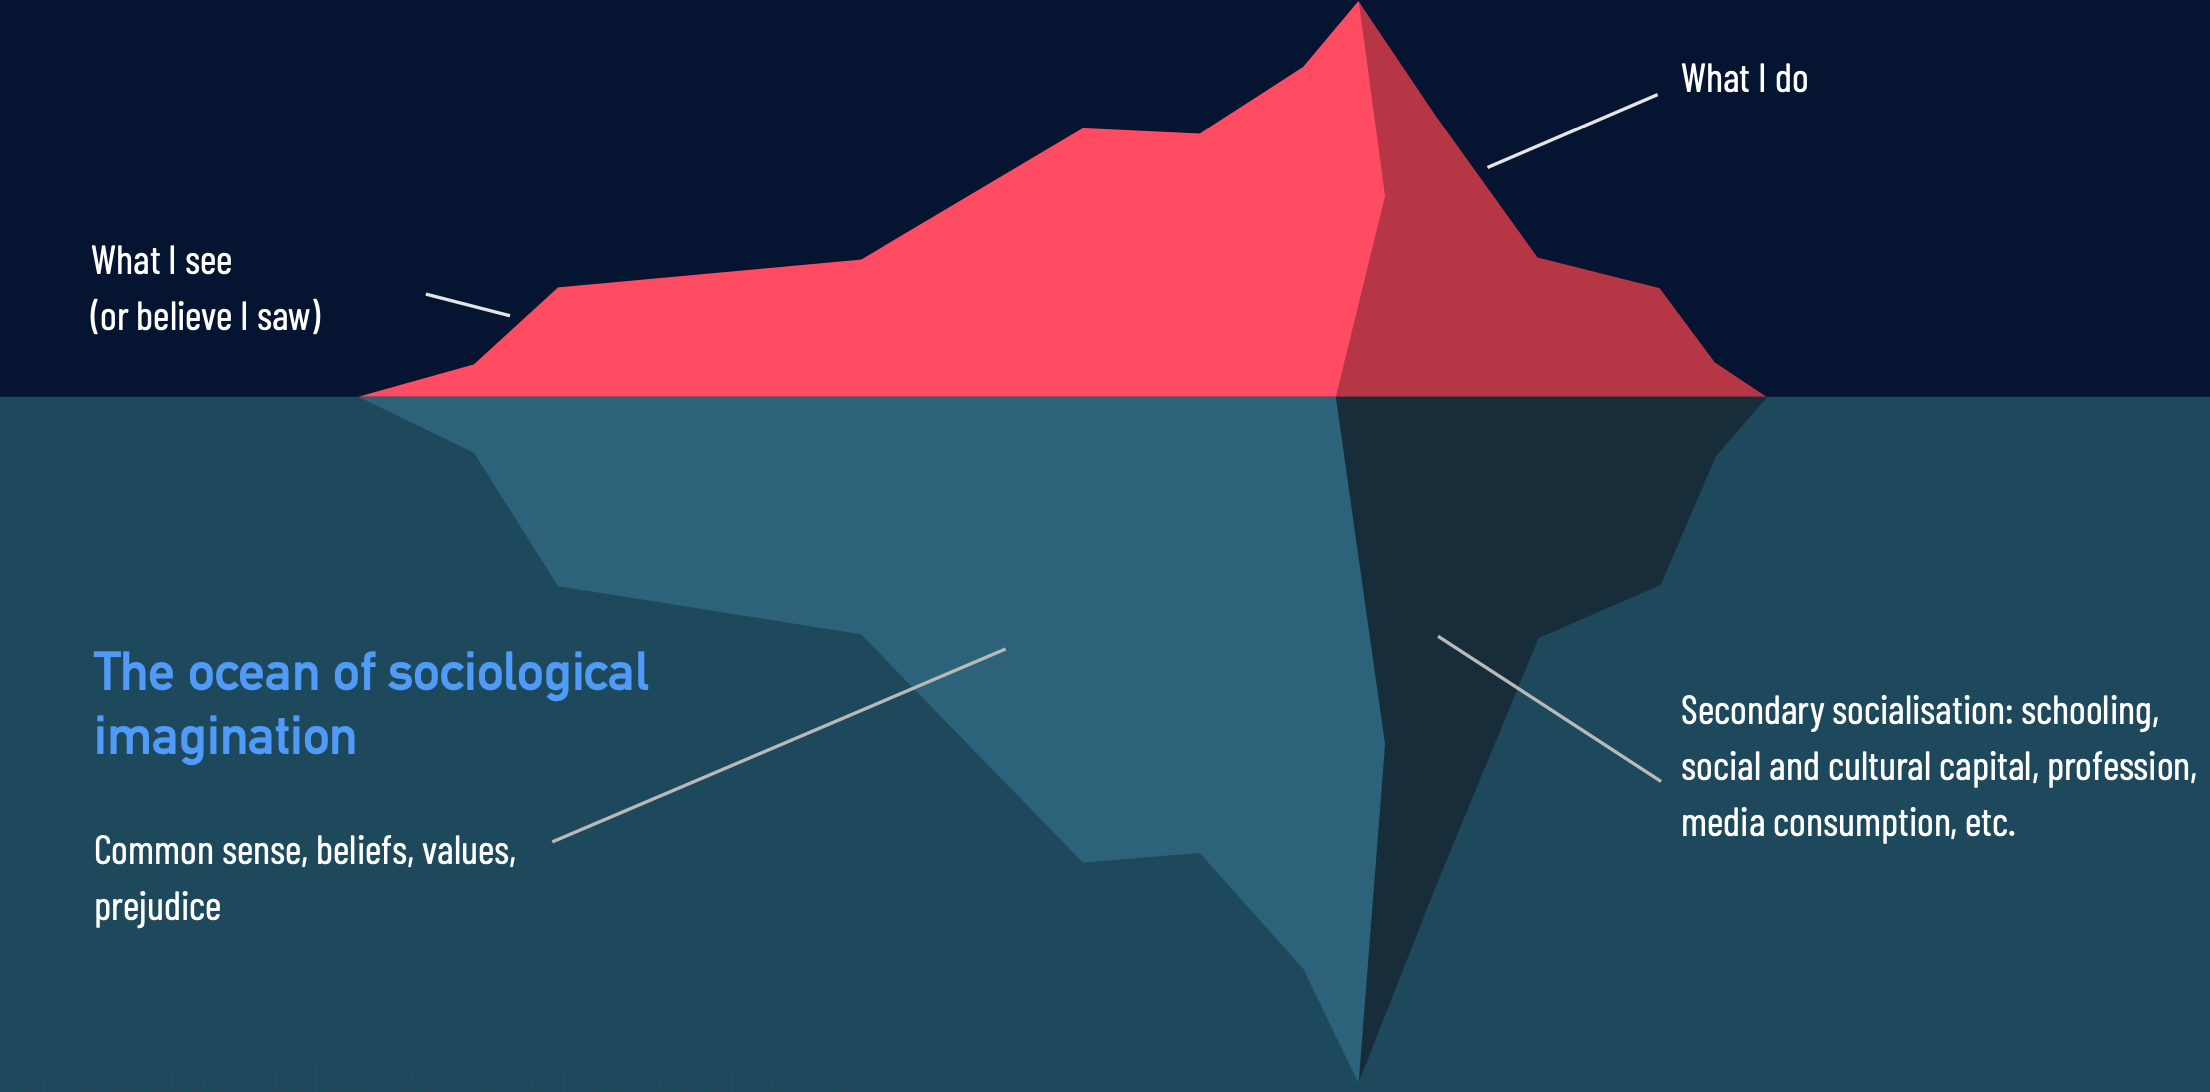 What I do
What I see
(or believe I saw)
The ocean of sociological
imagination
Secondary socialisation: schooling,
social and cultural capital, profession,
media consumption, etc.
Common sense, beliefs, values,
prejudice